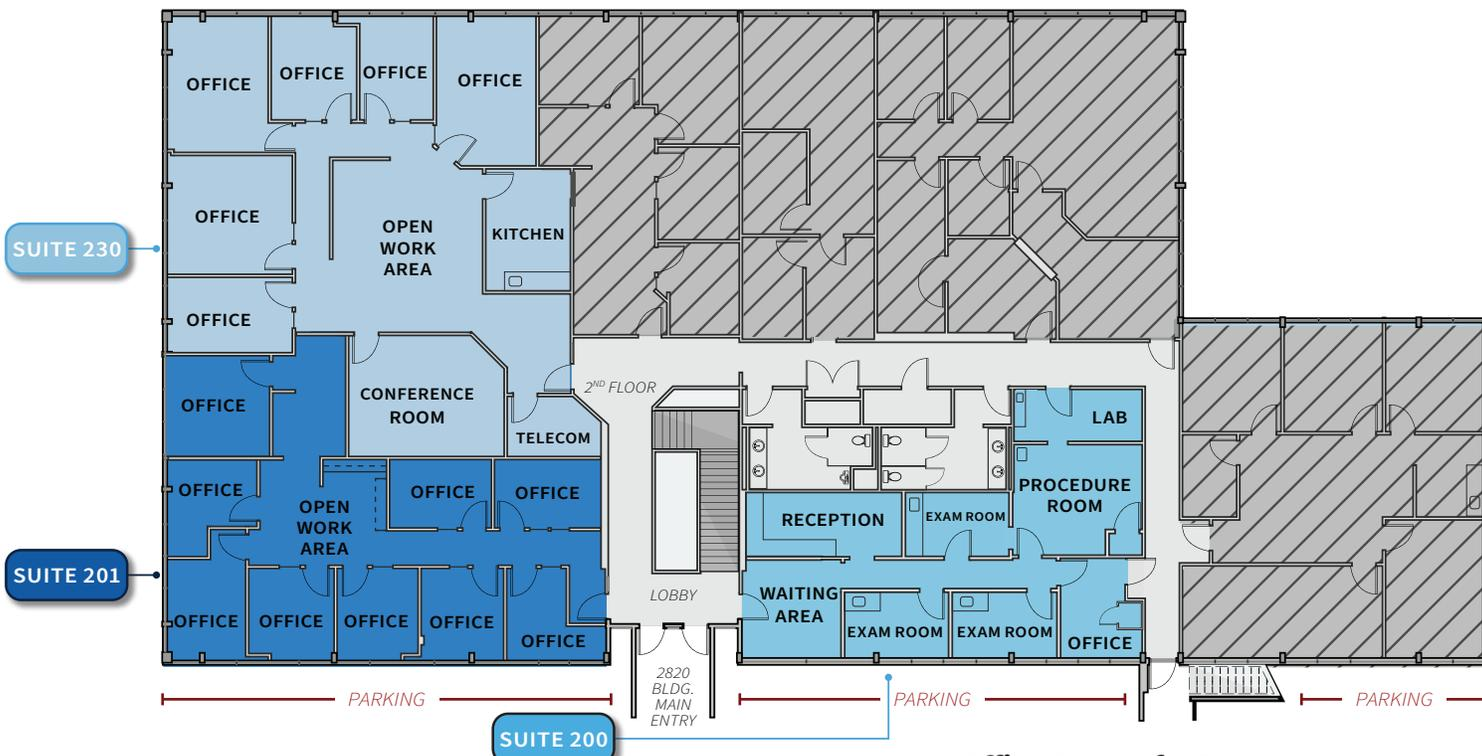 OFFICE
OFFICE
OFFICE
OFFICE
OFFICE
SUITE 230
OPEN
WORK
AREA
KITCHEN
OFFICE
OFFICE
CONFERENCE
ROOM
TELECOM
2ND FLOOR
LAB
OFFICE
OPEN
WORK
AREA
OFFICE
OFFICE
PROCEDURE
ROOM
RECEPTION
EXAM ROOM
SUITE 201
LOBBY
WAITING
AREA
OFFICE
OFFICE
OFFICE
OFFICE
OFFICE
EXAM ROOM
EXAM ROOM
OFFICE
2820
BLDG.
MAIN
ENTRY
PARKING
PARKING
PARKING
SUITE 200